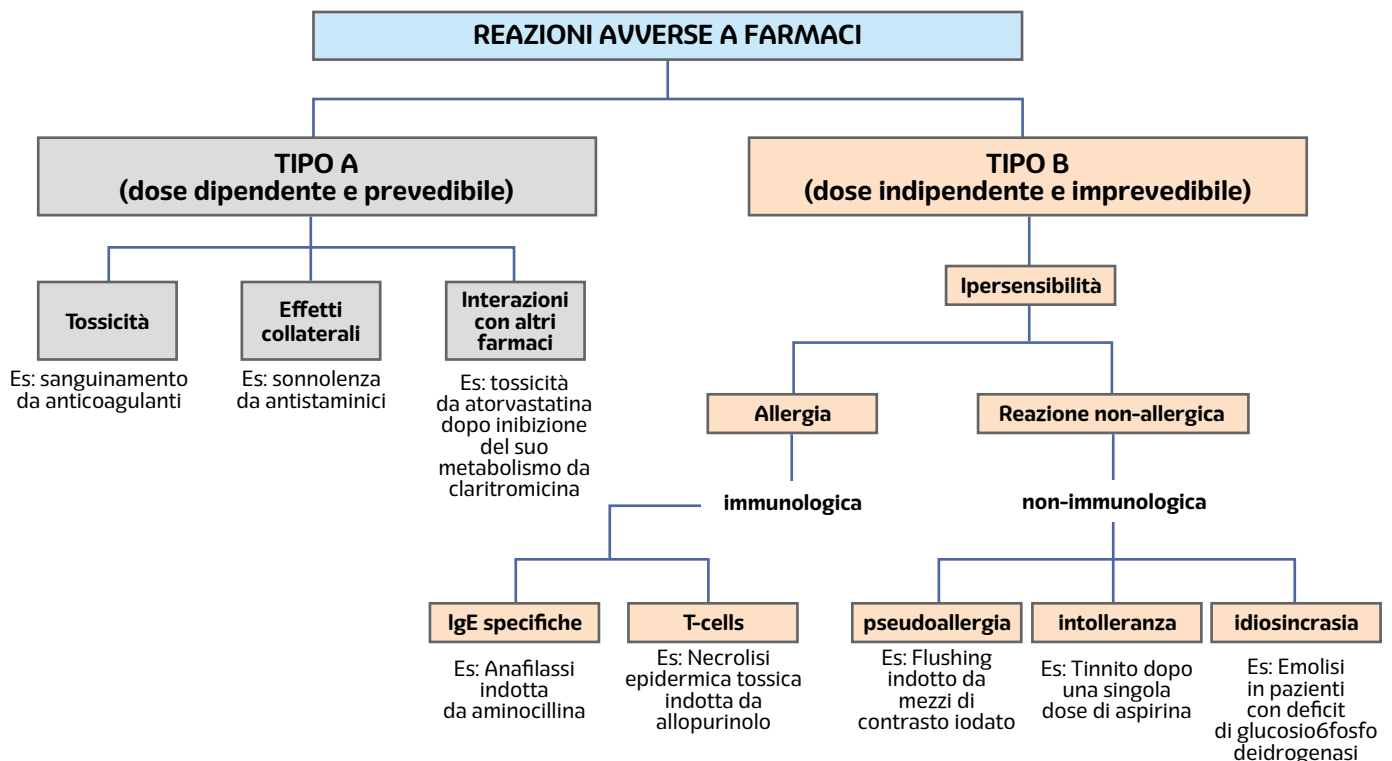 REAZIONI AVVERSE A FARMACI
TIPO A
(dose dipendente e prevedibile)
TIPO B
(dose indipendente e imprevedibile)
Tossicità
Es: sanguinamento
da anticoagulanti
Effetti
collaterali
Es: sonnolenza
da antistaminici
Interazioni
con altri
farmaci
Es: tossicità
da atorvastatina
dopo inibizione
del suo
metabolismo da
claritromicina
Ipersensibilità
Allergia
Reazione non-allergica
immunologica
non-immunologica
IgE specifiche
Es: Anafilassi
indotta
da aminocillina
T-cells
Es: Necrolisi
epidermica tossica
indotta da
allopurinolo
pseudoallergia
Es: Flushing
indotto da
mezzi di
contrasto iodato
intolleranza
Es: Tinnito dopo
una singola
dose di aspirina
idiosincrasia
Es: Emolisi
in pazienti
con deficit
di glucosio6fosfo
deidrogenasi